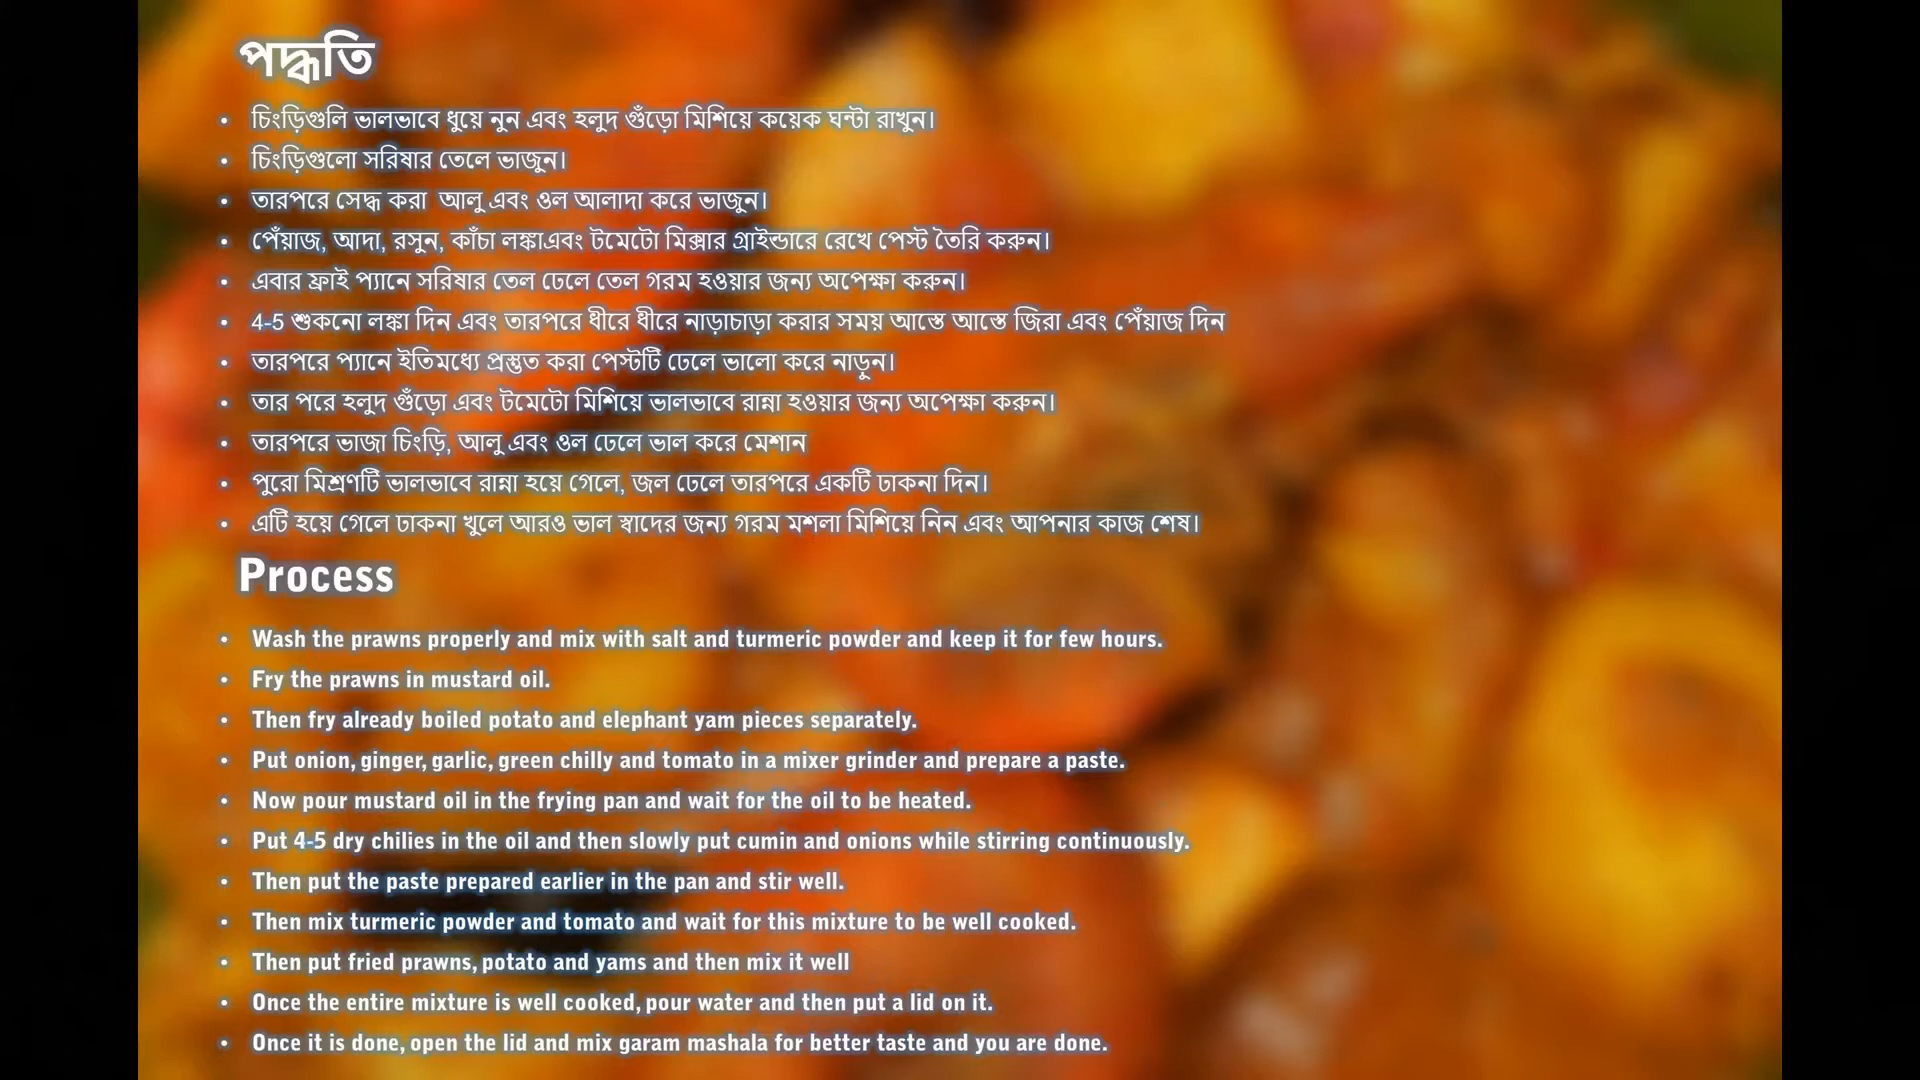 পদ্ধতি
• চিংড়িগুলি ভালভাবে ধুয়ে নুন এবং হলুদ গুঁড়ো মিশিয়ে কয়েক ঘন্টা রাখুন।
• চিংড়িগুলো সরিষার তেলে ভাজুন।
• তারপরে সেদ্ধ করা আলু এবং ওল আলাদা করে ভাজুন।
• পেঁয়াজ, আদা, রসুন, কাঁচা লঙ্কাএবং টমেটো মিক্সার গ্রাইন্ডারে রেখে পেস্ট তৈরি করুন।
• এবার ফ্রাই প্যানে সরিষার তেল ঢেলে তেল গরম হওয়ার জন্য অপেক্ষা করুন।
• 4-5 শুকনো লঙ্কা দিন এবং তারপরে ধীরে ধীরে নাড়াচাড়া করার সময় আস্তে আস্তে জিরা এবং পেঁয়াজ দিন
• তারপরে প্যানে ইতিমধ্যে প্রস্তুত করা পেস্টটি ঢেলে ভালো করে নাড়ুন।
• তার পরে হলুদ গুঁড়ো এবং টমেটো মিশিয়ে ভালভাবে রান্না হওয়ার জন্য অপেক্ষা করুন।
• তারপরে ভাজা চিংড়ি, আলু এবং ওল ঢেলে ভাল করে মেশান
• পুরো মিশ্রণটি ভালভাবে রান্না হয়ে গেলে, জল ঢেলে তারপরে একটি ঢাকনা দিন।
• এটি হয়ে গেলে ঢাকনা খুলে আরও ভাল স্বাদের জন্য গরম মশলা মিশিয়ে নিন এবং আপনার কাজ শেষ।
Process
• Wash the prawns properly and mix with salt and turmeric powder and keep it for few hours.
• Fry the prawns in mustard oil.
• Then fry already boiled potato and elephant yam pieces separately.
• Put onion, ginger, garlic, green chilly and tomato in a mixer grinder and prepare a paste.
• Now pour mustard oil in the frying pan and wait for the oil to be heated.
• Put 4-5 dry chilies in the oil and then slowly put cumin and onions while stirring continuously.
• Then put the paste prepared earlier in the pan and stir well.
• Then mix turmeric powder and tomato and wait for this mixture to be well cooked.
• Then put fried prawns, potato and yams and then mix it well
• Once the entire mixture is well cooked, pour water and then put a lid on it.
• Once it is done, open the lid and mix garam mashala for better taste and you are done.